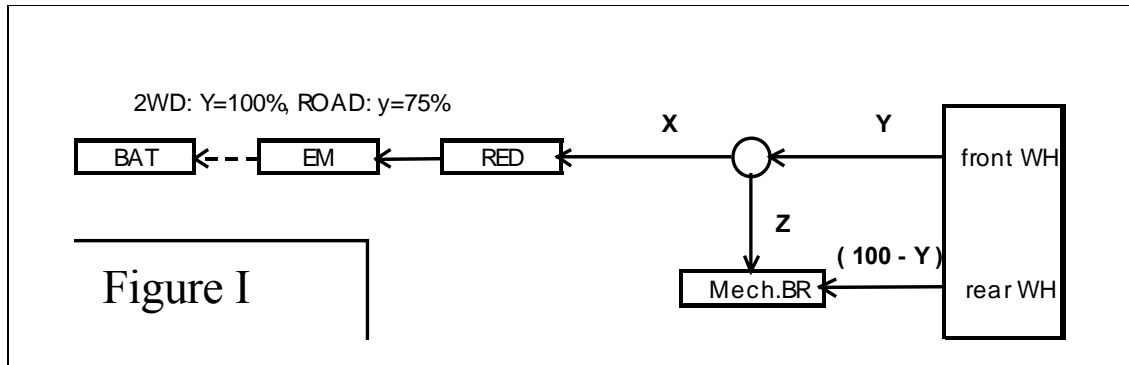 2WD: Y=100%, ROAD: y=75%
X
Y
BAT
EM
RED
front WH
Z
( 100 - Y )
Figure I
Mech.BR
rear WH